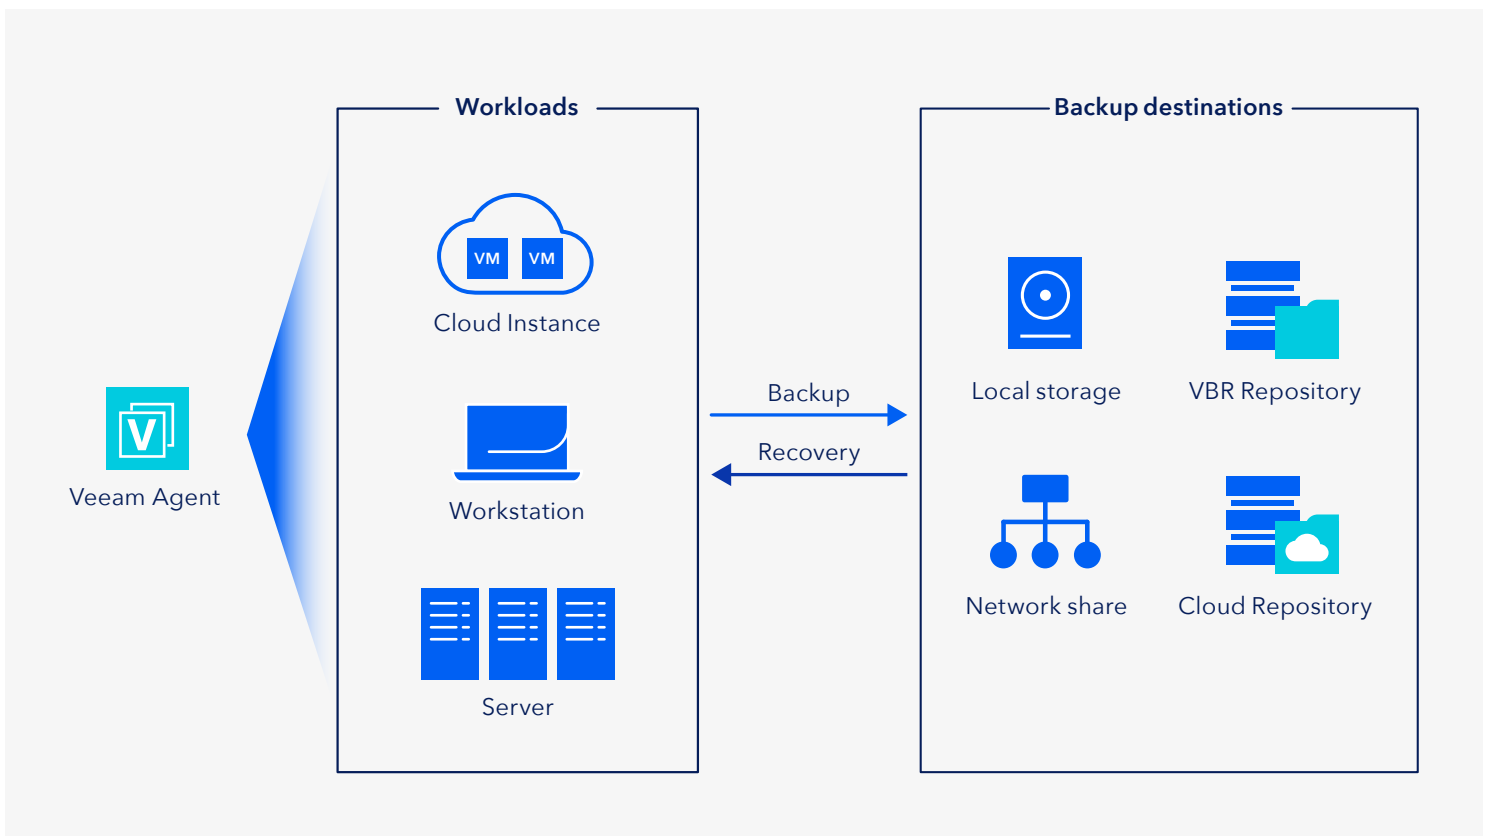 Workloads
Backup destinations
VM VM
Cloud Instance
V
Veeam Agent
Workstation
Server
Backup
Recovery
Local storage
VBR Repository
Network share
Cloud Repository